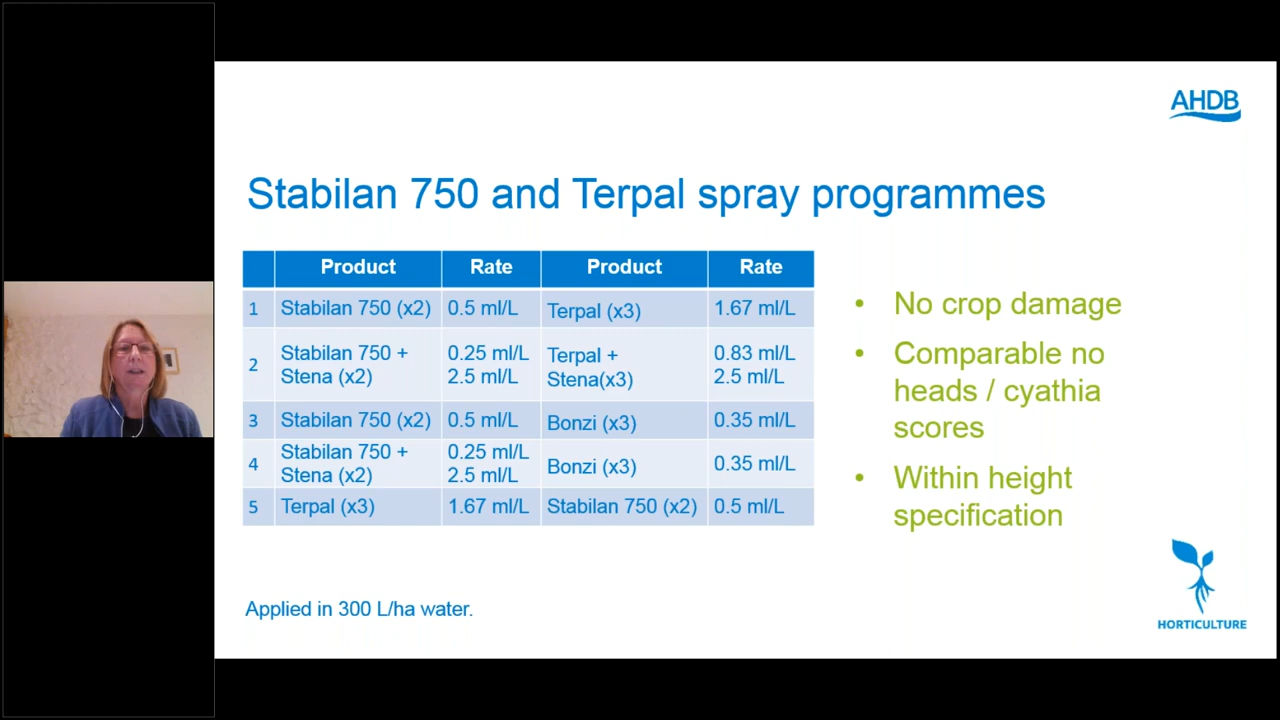 AHDB
Stabilan 750 and Terpal spray programmes
Product Rate Product Rate
1 Stabilan 750 (x2) 0.5 ml/L Terpal (x3) 1.67 ml/L
2 Stabilan 750 + 0.25 ml/L Terpal + 0.83 ml/L
Stena (x2) 2.5 ml/L Stena(x3) 2.5 ml/L
3 Stabilan 750 (x2) 0.5 ml/L Bonzi (x3) 0.35 ml/L
4 Stabilan 750 + 0.25 ml/L Bonzi (x3) 0.35 ml/L
Stena (x2) 2.5 ml/L
5 Terpal (x3) 1.67 ml/L Stabilan 750 (x2) 0.5 ml/L
• No crop damage
• Comparable no
heads / cyathia
scores
• Within height
specification
Applied in 300 L/ha water.
HORTICULTURE